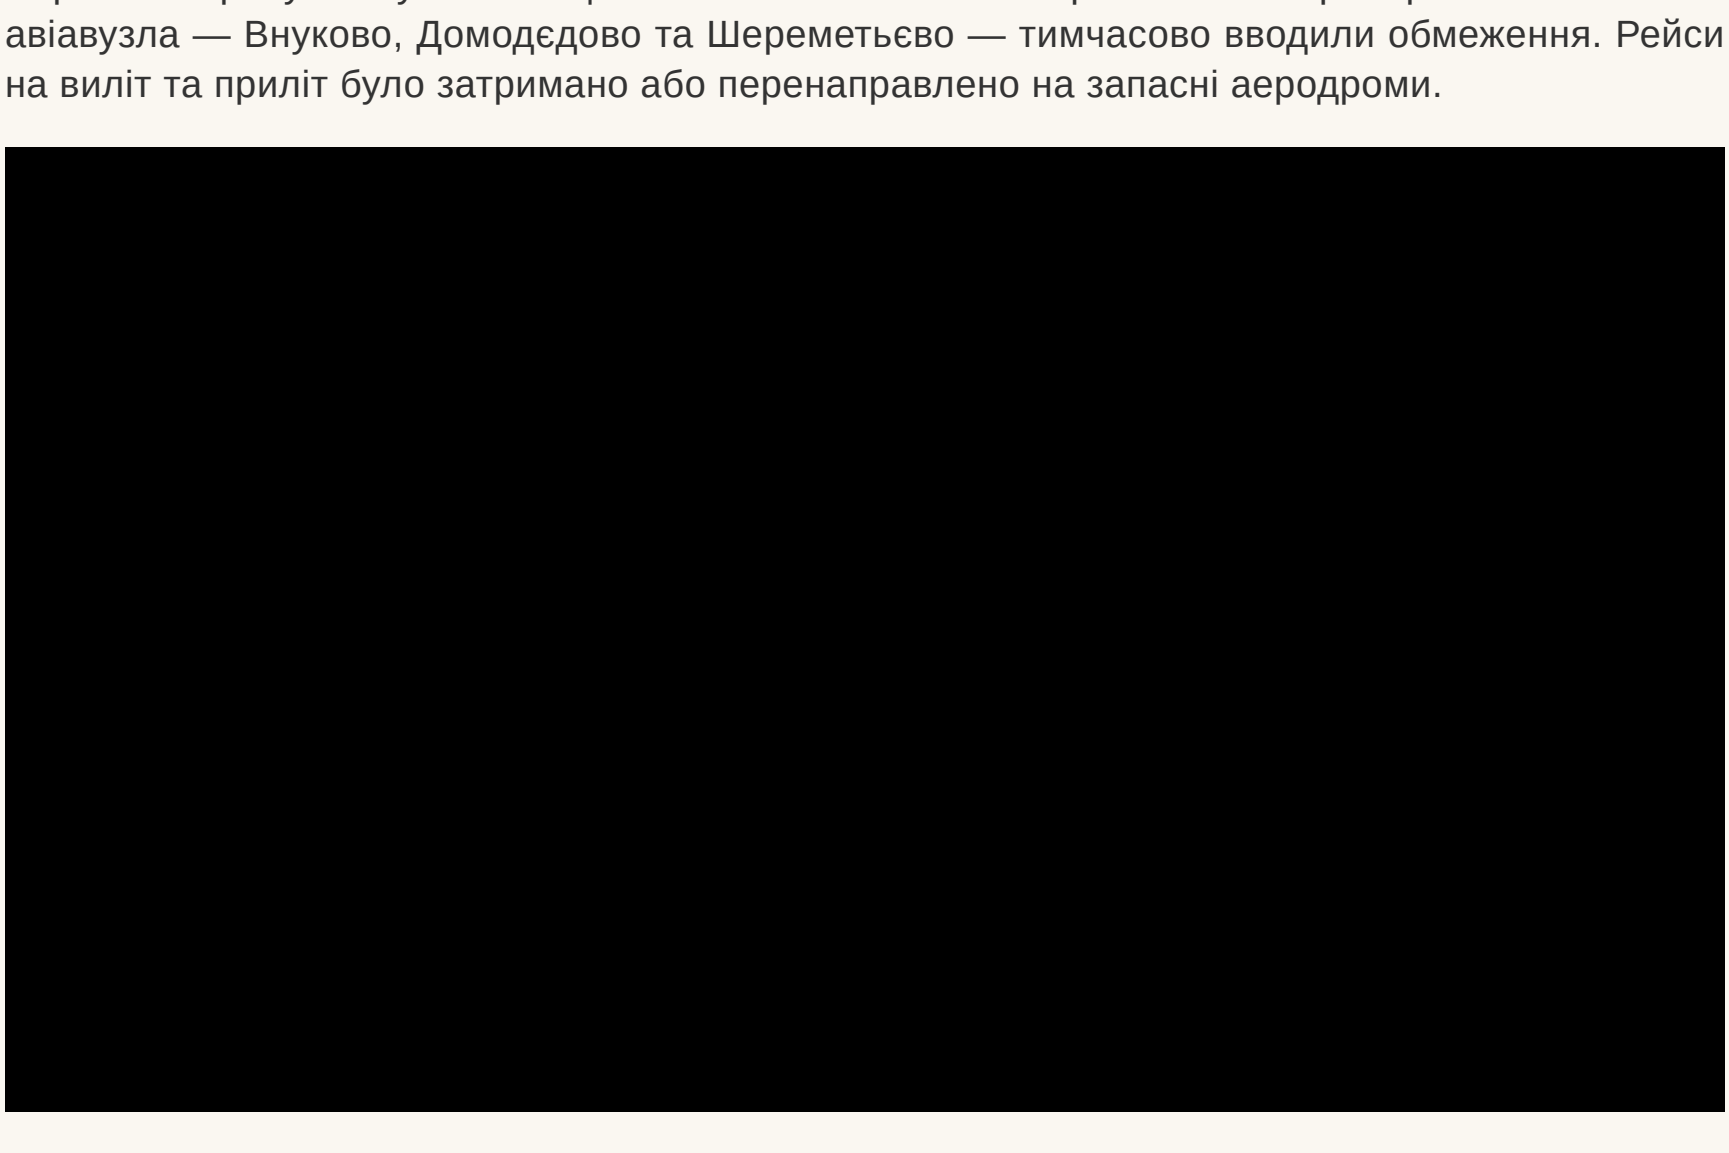 авіавузла — Внуково, Домодєдово та Шереметьєво — тимчасово вводили обмеження. Рейси
на виліт та приліт було затримано або перенаправлено на запасні аеродроми.